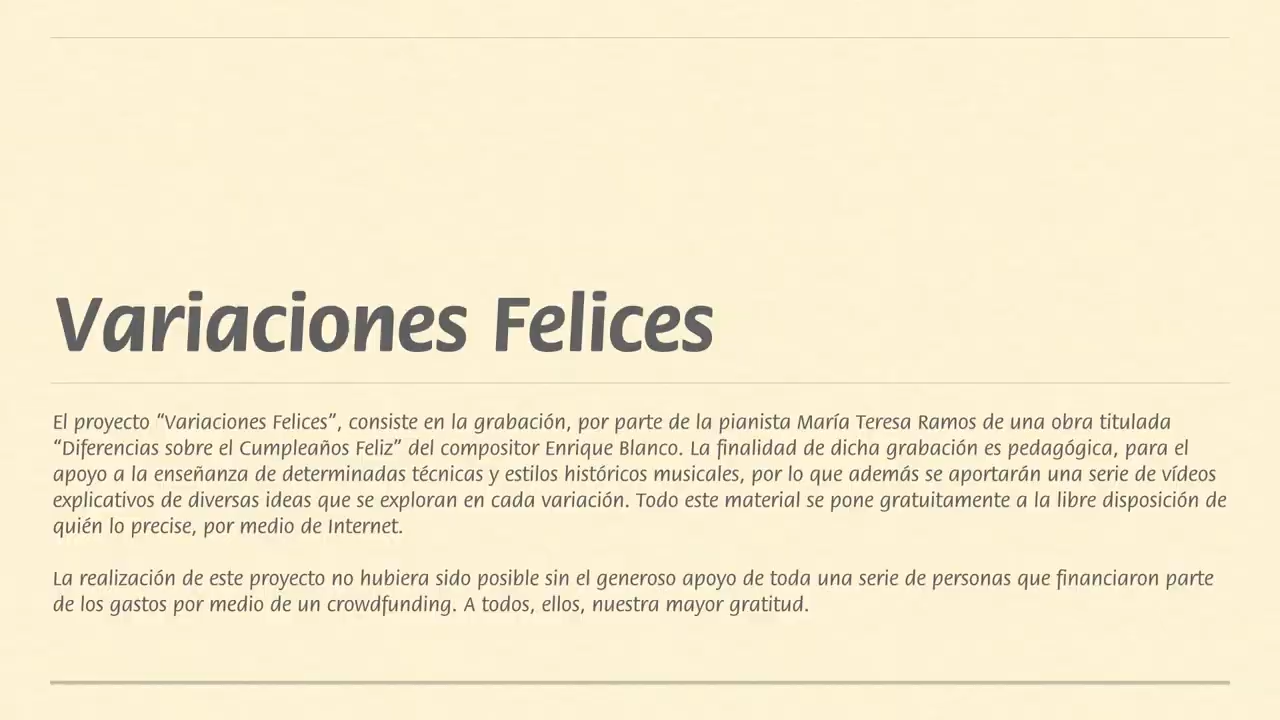 Variaciones Felices
El proyecto “Variaciones Felices”, consiste en la grabación, por parte de la pianista María Teresa Ramos de una obra titulada
“Diferencias sobre el Cumpleaños Feliz” del compositor Enrique Blanco. La finalidad de dicha grabación es pedagógica, para el
apoyo a la enseñanza de determinadas técnicas y estilos históricos musicales, por lo que además se aportarán una serie de vídeos
explicativos de diversas ideas que se exploran en cada variación. Todo este material se pone gratuitamente a la libre disposición de
quién lo precise, por medio de Internet.
La realización de este proyecto no hubiera sido posible sin el generoso apoyo de toda una serie de personas que financiaron parte
de los gastos por medio de un crowdfunding. A todos, ellos, nuestra mayor gratitud.